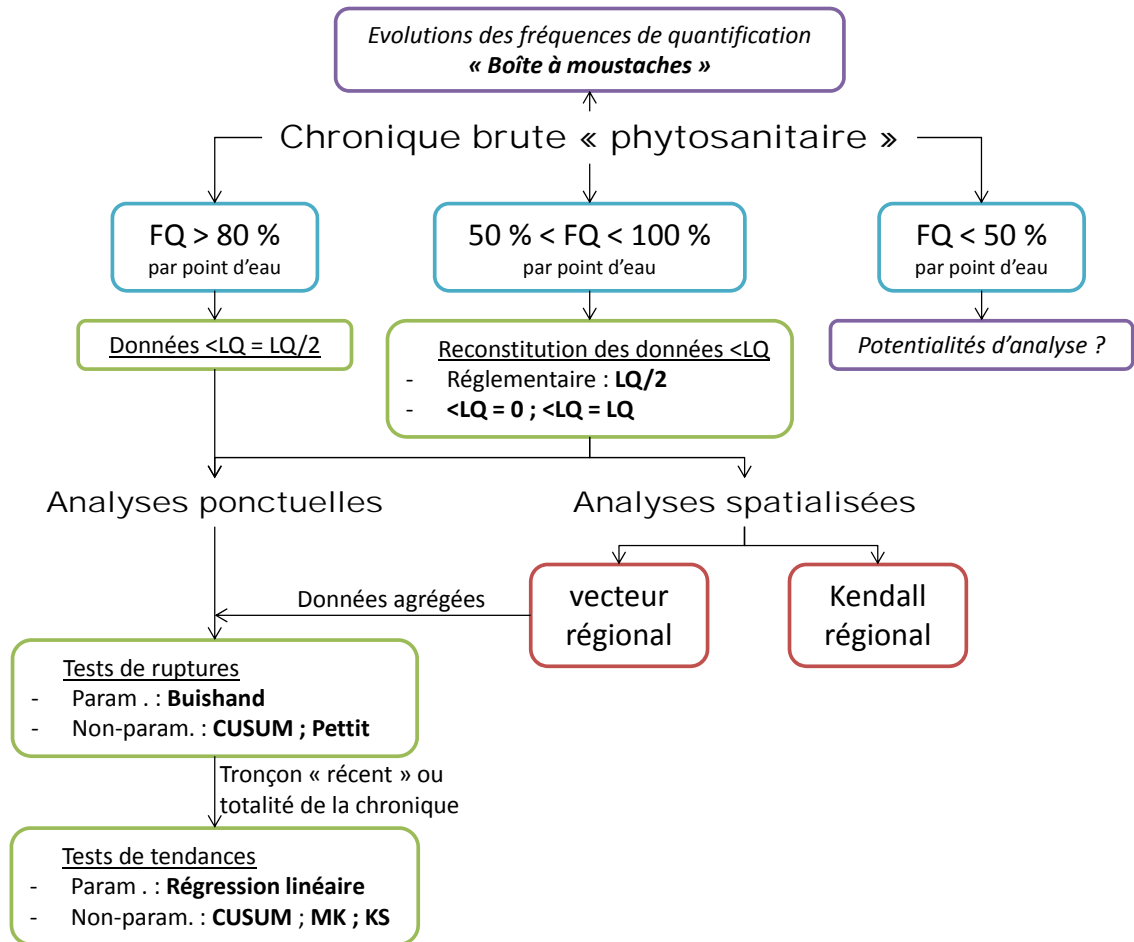 Evolutions des fréquences de quantification
« Boîte à moustaches »
Chronique brute « phytosanitaire »
FQ > 80 %
par point d'eau
50 % < FQ < 100 %
par point d'eau
FQ < 50 %
par point d'eau
Données <LQ = LQ/2
Reconstitution des données <LQ
- Réglementaire : LQ/2
- <LQ = 0 ; <LQ = LQ
Potentialités d'analyse ?
Analyses ponctuelles
Analyses spatialisées
Données agrégées
vecteur
régional
Kendall
régional
Tests de ruptures
- Param . : Buishand
- Non-param. : CUSUM ; Pettit
Tronçon « récent » ou
totalité de la chronique
Tests de tendances
- Param . : Régression linéaire
- Non-param. : CUSUM ; MK ; KS